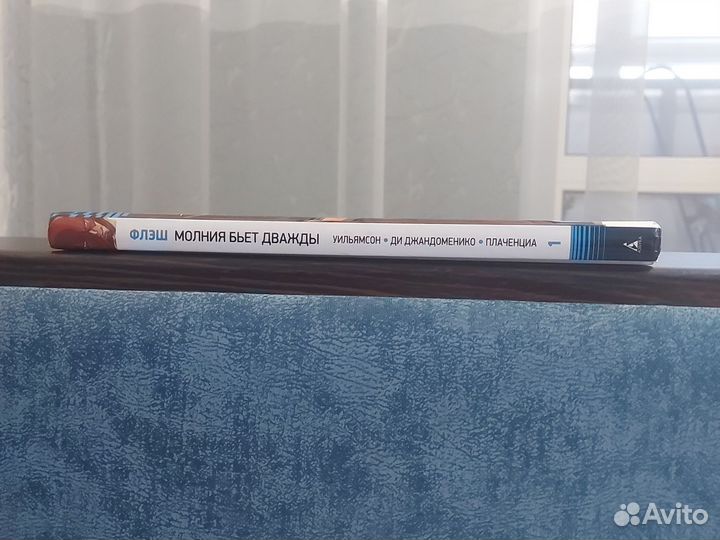 ФЛЭШ МОЛНИЯ БЬЕТ ДВАЖДЫ УИЛЬЯМСОН • ДИ ДЖАНДОМЕНИКО • ПЛАЧЕНЦИА 1
Avito